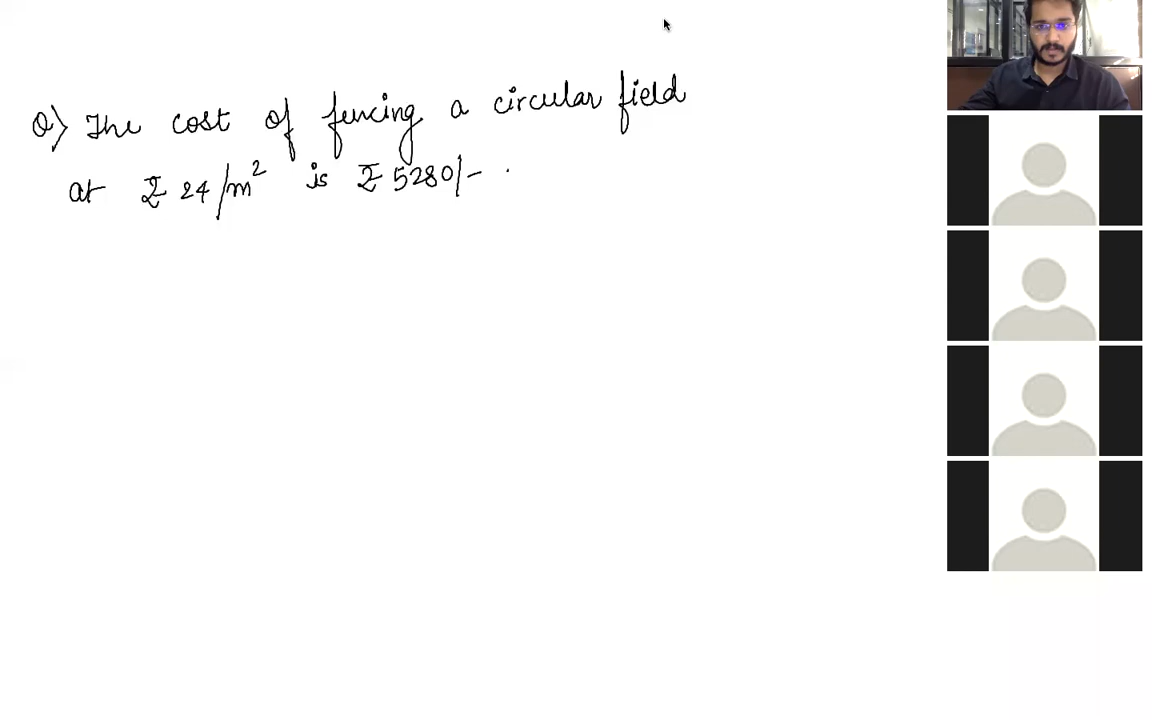 Q) The cost of fencing a circular field
at ₹ 24/m² is ₹ 5280/- .